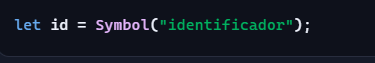 let id = Symbol("identificador");